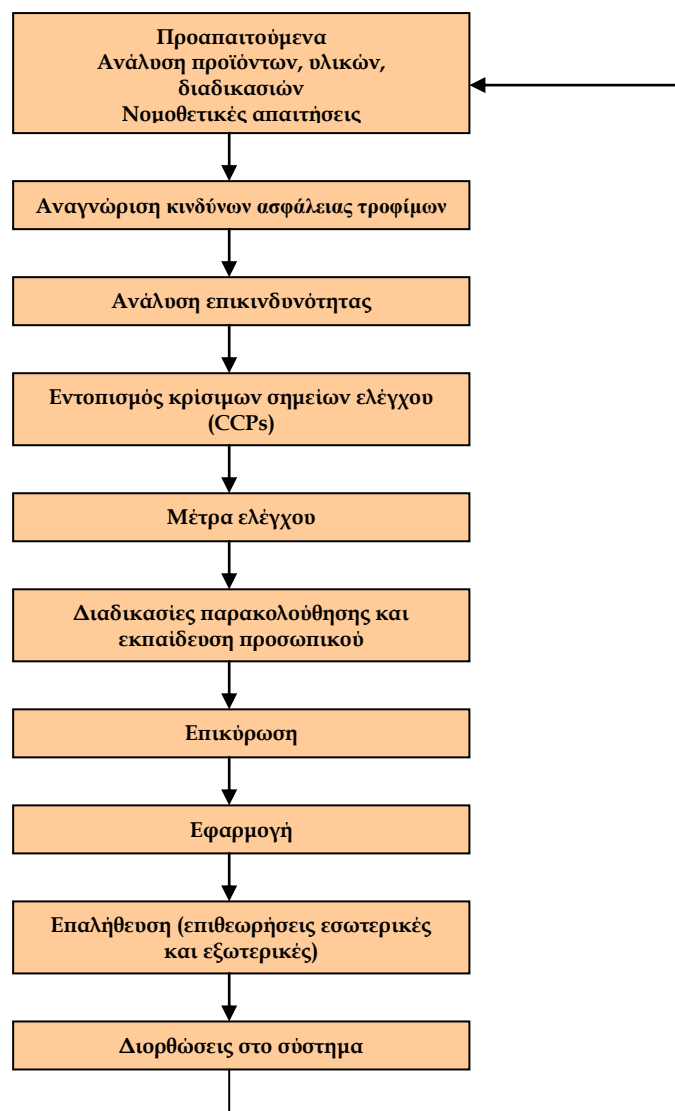 Προαπαιτούμενα
Ανάλυση προϊόντων, υλικών,
διαδικασιών
Νομοθετικές απαιτήσεις
Αναγνώριση κινδύνων ασφάλειας τροφίμων
Ανάλυση επικινδυνότητας
Εντοπισμός κρίσιμων σημείων ελέγχου
(CCPs)
Μέτρα ελέγχου
Διαδικασίες παρακολούθησης και
εκπαίδευση προσωπικού
Επικύρωση
Εφαρμογή
Επαλήθευση (επιθεωρήσεις εσωτερικές
και εξωτερικές)
Διορθώσεις στο σύστημα